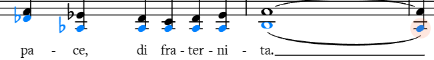 pa - ce, di fra - ter - ni - ta.